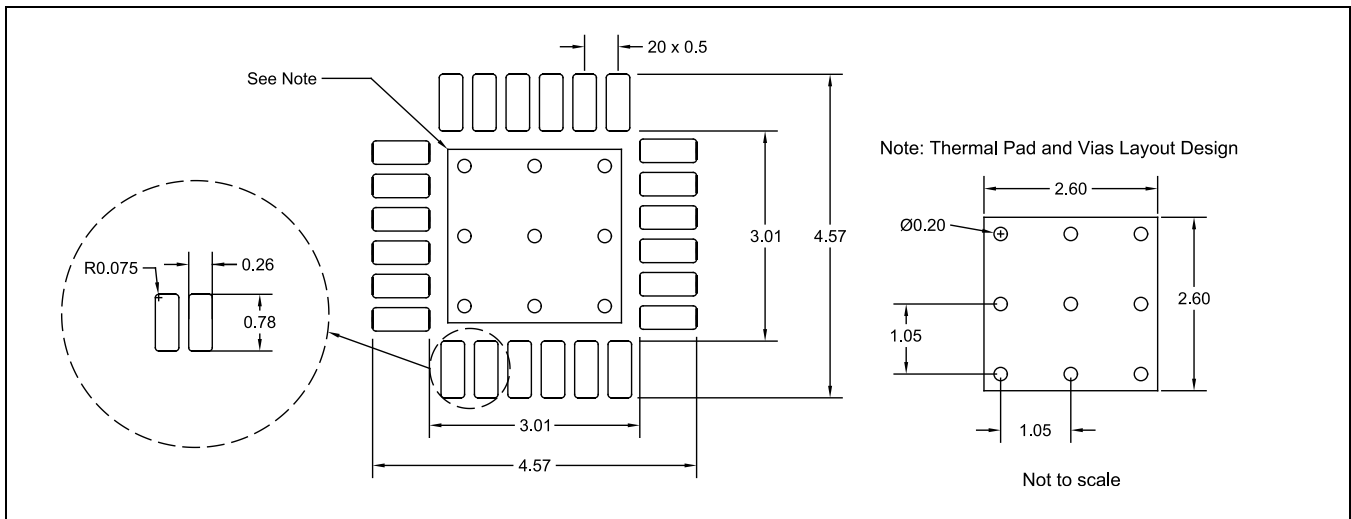 20 x 0.5
See Note
Note: Thermal Pad and Vias Layout Design
2.60
Ø0.20
3.01
4.57
R0.075
0.26
0.78
2.60
1.05
3.01
1.05
4.57
Not to scale